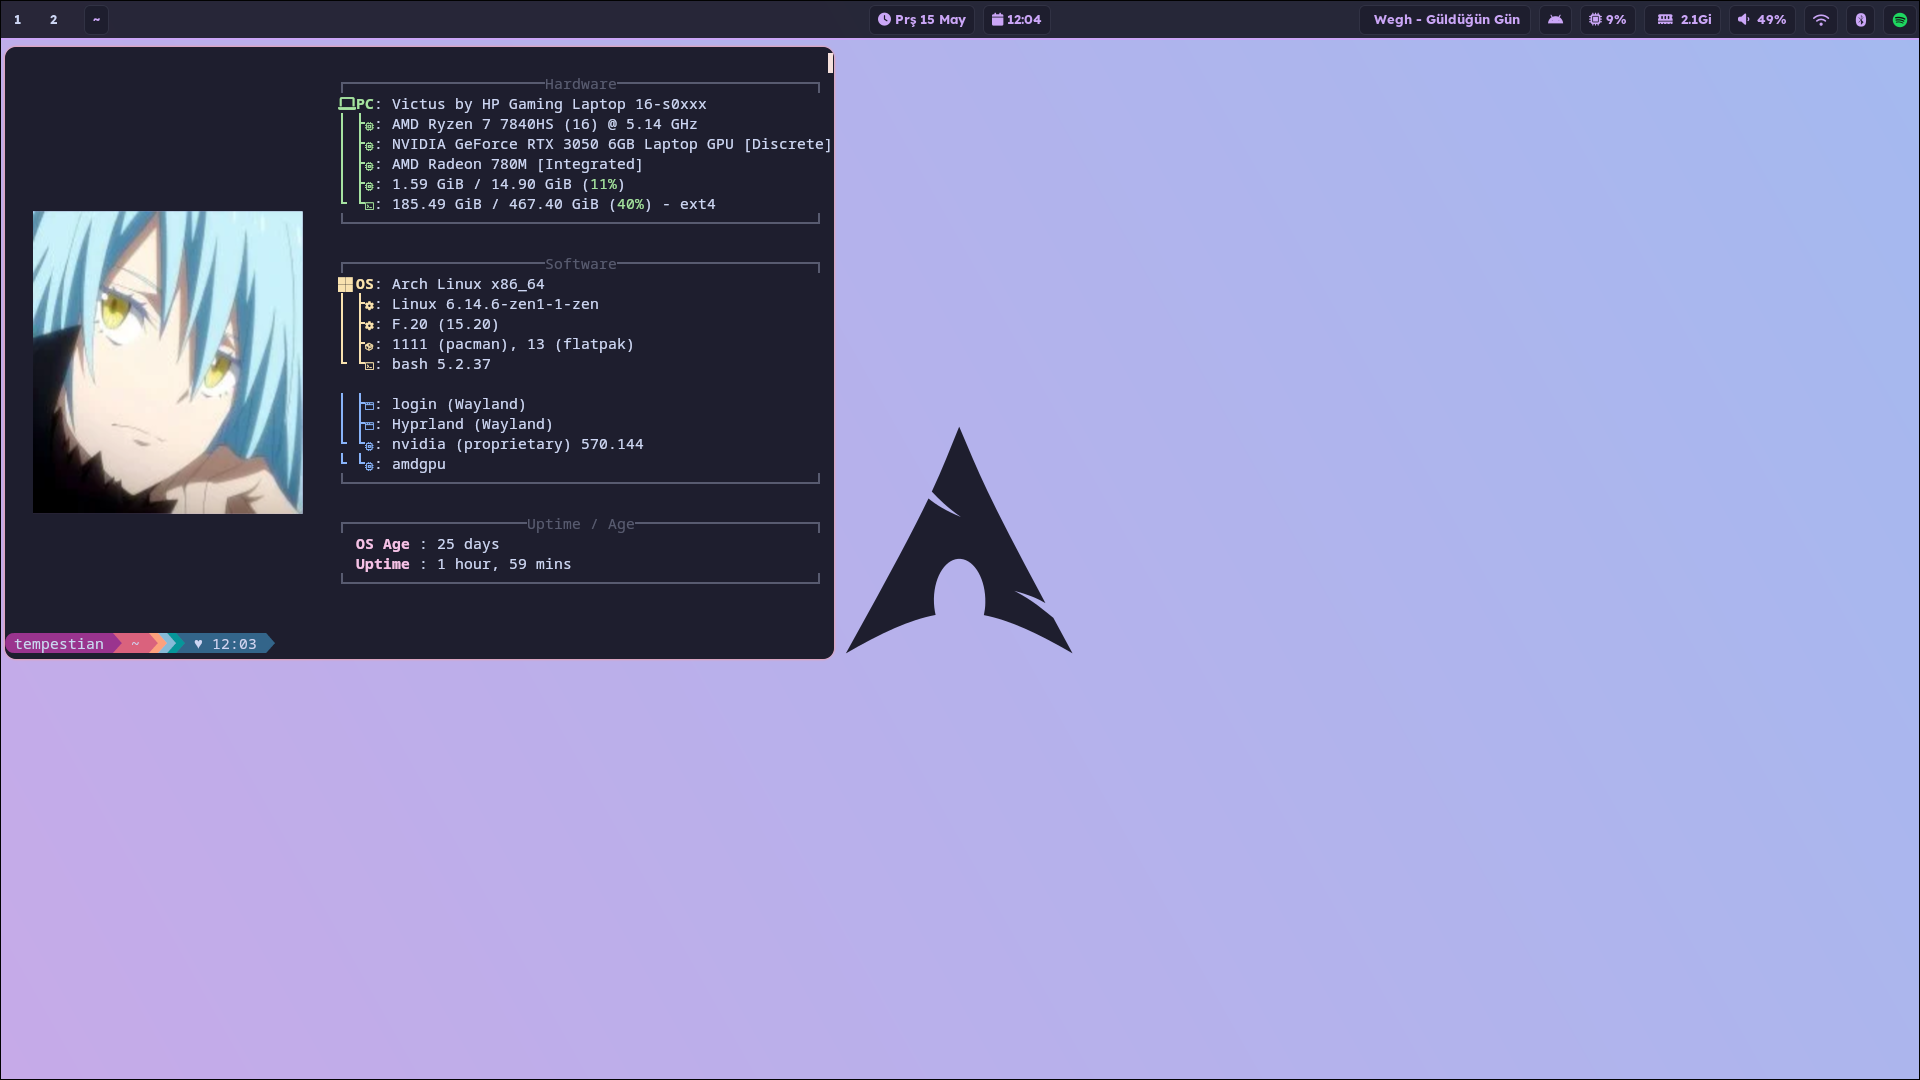 1 2 ~ Prş 15 May 12:04 Wegh - Güldüğün Gün 9% 2.1Gi 49%
Hardware
PC: Victus by HP Gaming Laptop 16-s0xxx
: AMD Ryzen 7 7840HS (16) @ 5.14 GHz
: NVIDIA GeForce RTX 3050 6GB Laptop GPU [Discrete]
: AMD Radeon 780M [Integrated]
: 1.59 GiB / 14.90 GiB (11%)
: 185.49 GiB / 467.40 GiB (40%) - ext4
Software
OS: Arch Linux x86_64
: Linux 6.14.6-zen1-1-zen
: F.20 (15.20)
: 1111 (pacman), 13 (flatpak)
: bash 5.2.37
: login (Wayland)
: Hyprland (Wayland)
: nvidia (proprietary) 570.144
: amdgpu
Uptime / Age
OS Age : 25 days
Uptime : 1 hour, 59 mins
tempestian ~ ♥ 12:03